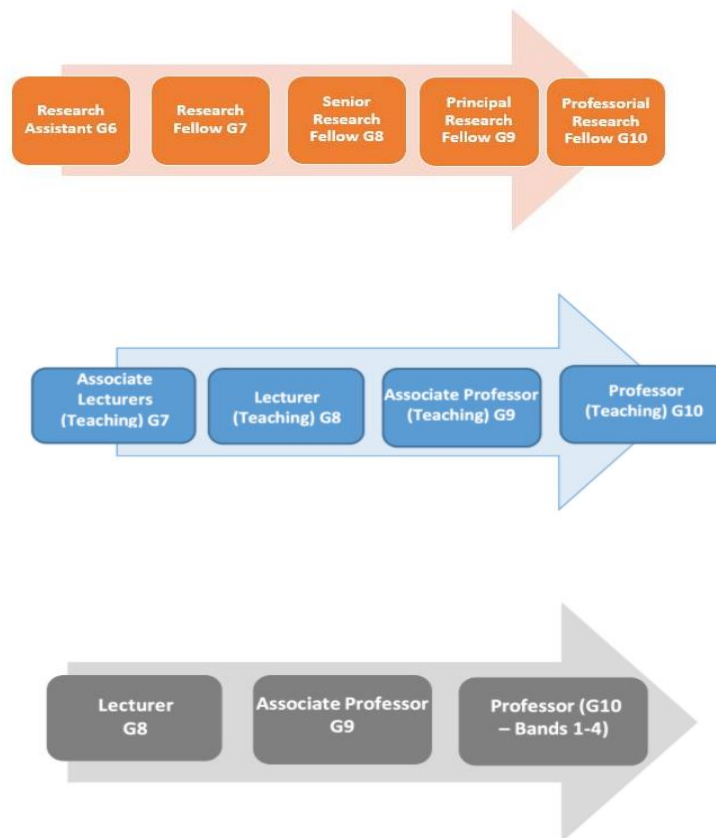 Research
Assistant G6
Research
Fellow G7
Senior
Research
Fellow G8
Principal
Research
Fellow G9
Professorial
Research
Fellow G10
Associate
Lecturers
(Teaching) G7
Lecturer
(Teaching) G8
Associate Professor
(Teaching) G9
Professor
(Teaching) G10
Lecturer
G8
Associate Professor
G9
Professor (G10
– Bands 1-4)